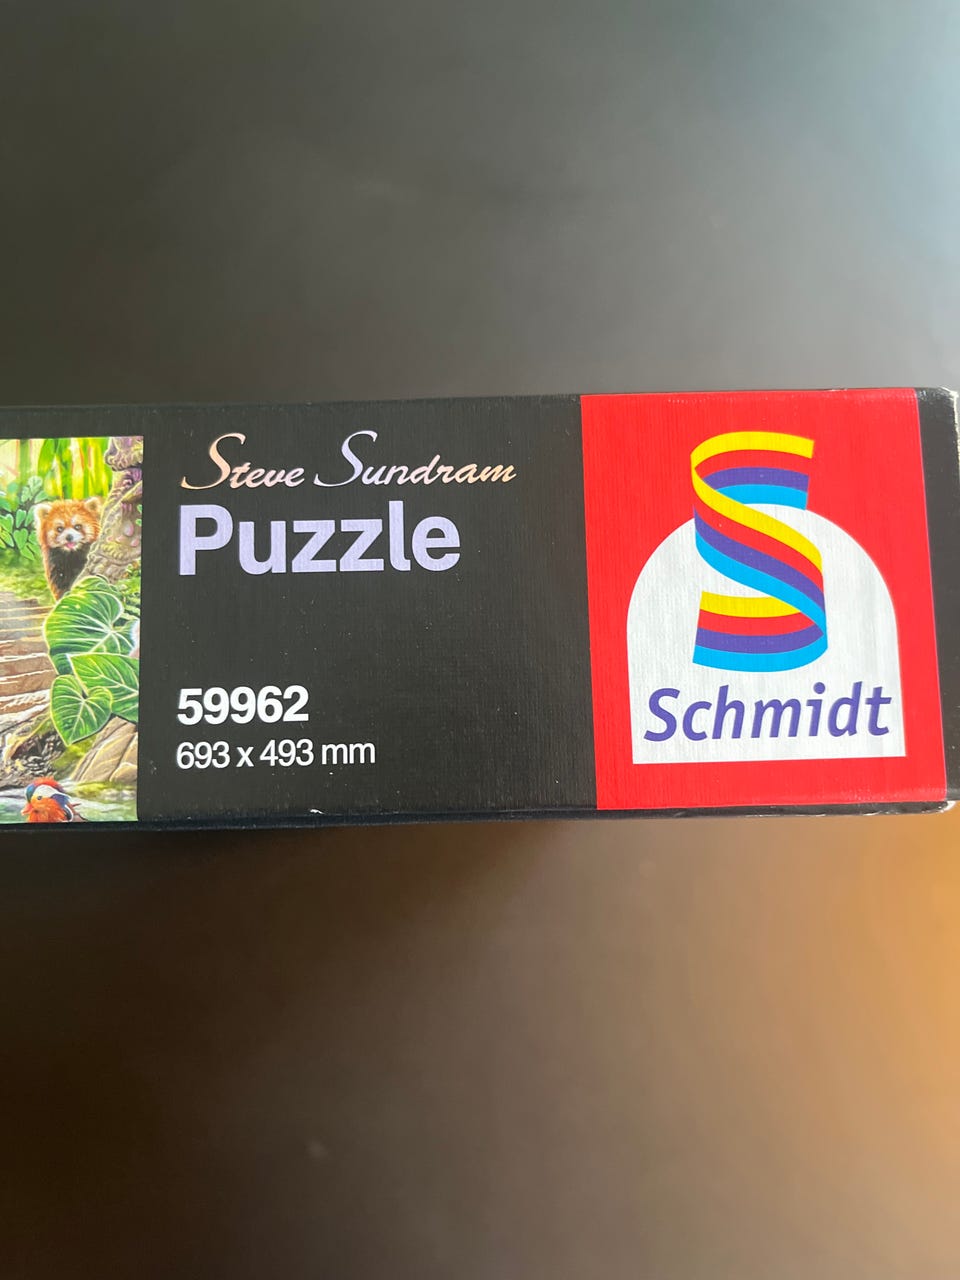 Steve Sundram
Puzzle
59962
693 x 493 mm
Schmidt